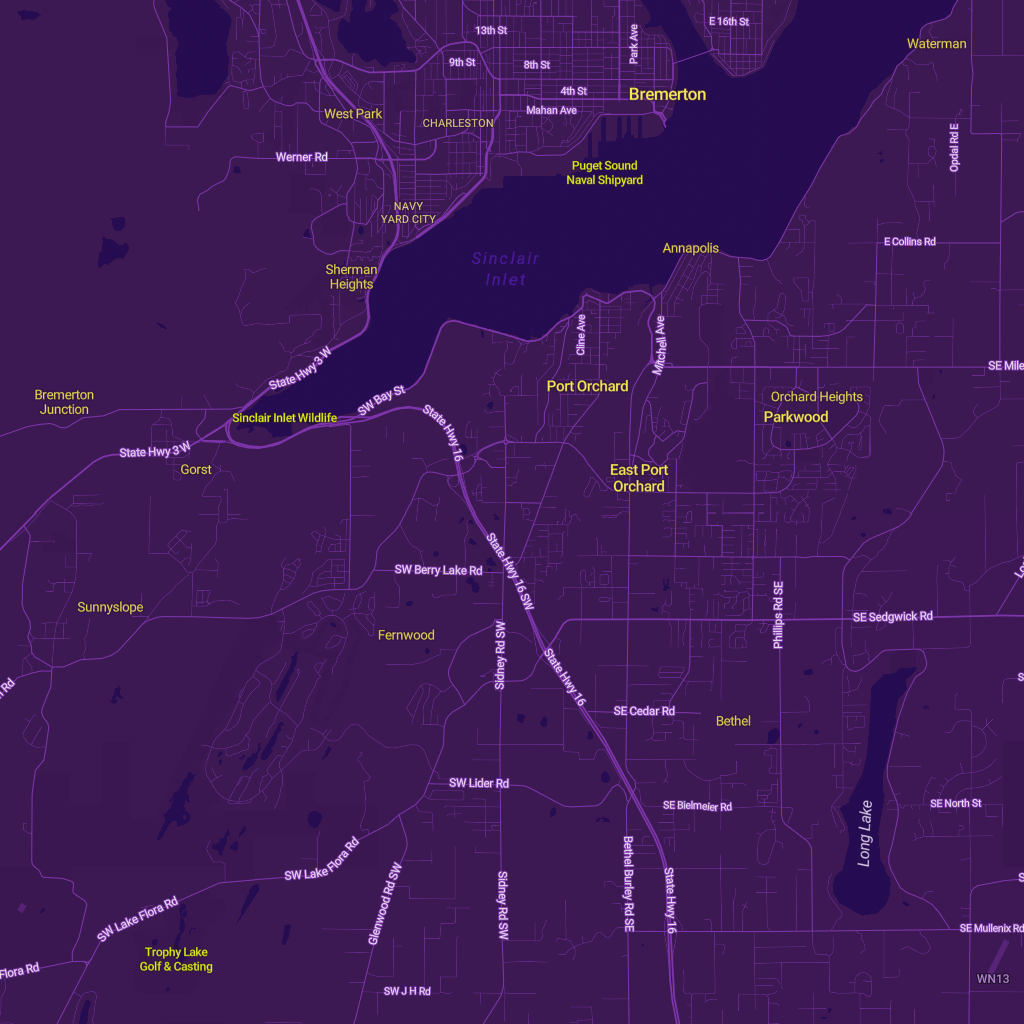 E 16th St
13th St
Park Ave
Waterman
9th St
8th St
4th St
Bremerton
Mahan Ave
West Park
CHARLESTON
Opdal Rd E
Werner Rd
Puget Sound
Naval Shipyard
NAVY
YARD CITY
E Collins Rd
Annapolis
Sinclair
Inlet
Sherman
Heights
Cline Ave
Mitchell Ave
State Hwy 3 W
SE Mile
Port Orchard
Bremerton
Junction
SW Bay St
Orchard Heights
Parkwood
Sinclair Inlet Wildlife
State Hwy 16
State Hwy 3 W
Gorst
East Port
Orchard
State Hwy 16 SW
SW Berry Lake Rd
Lo
Sunnyslope
Phillips Rd SE
SE Sedgwick Rd
Fernwood
Sidney Rd SW
State Hwy 16
Rd
S
SE Cedar Rd
Bethel
SW Lider Rd
SE Bielmeier Rd
SE North St
Long Lake
SW Lake Flora Rd
Bethel Burley Rd SE
State Hwy 16
Sidney Rd SW
Glenwood Rd SW
S
SW Lake Flora Rd
SE Mullenix Rd
Trophy Lake
Golf & Casting
Flora Rd
WN13
SW J H Rd